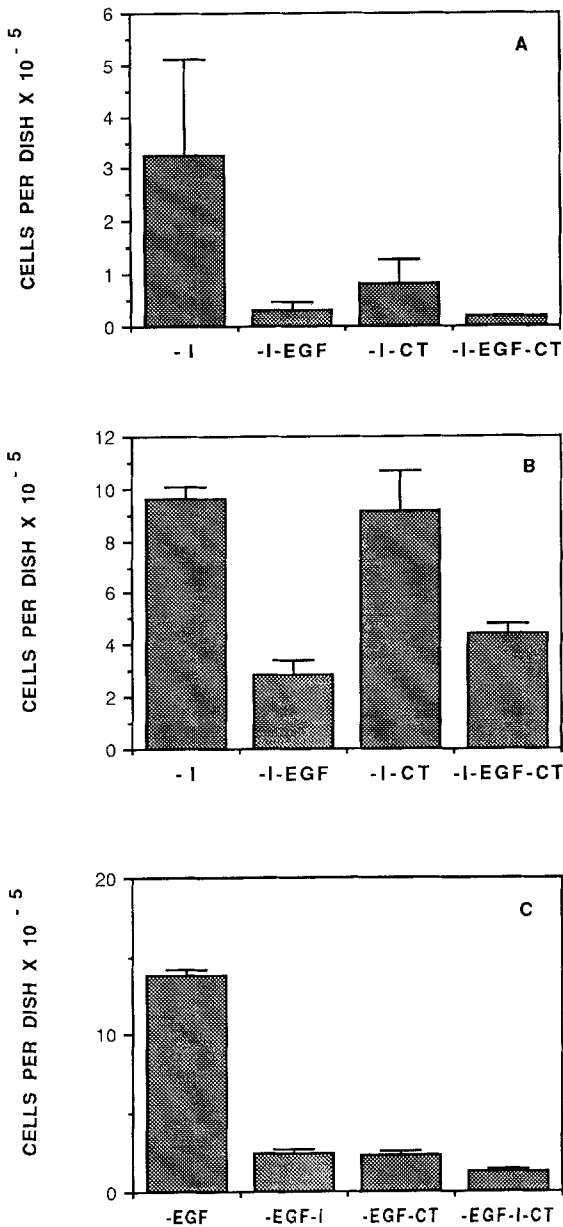 A
CELLS PER DISH X 10 - 5
6
5
4
3
2
1
0
-I -I-EGF -I-CT -I-EGF-CT
B
CELLS PER DISH X 10 - 5
12
10
8
6
4
2
0
-I -I-EGF -I-CT -I-EGF-CT
C
CELLS PER DISH X 10 - 5
20
10
0
-EGF -EGF-I -EGF-CT -EGF-I-CT